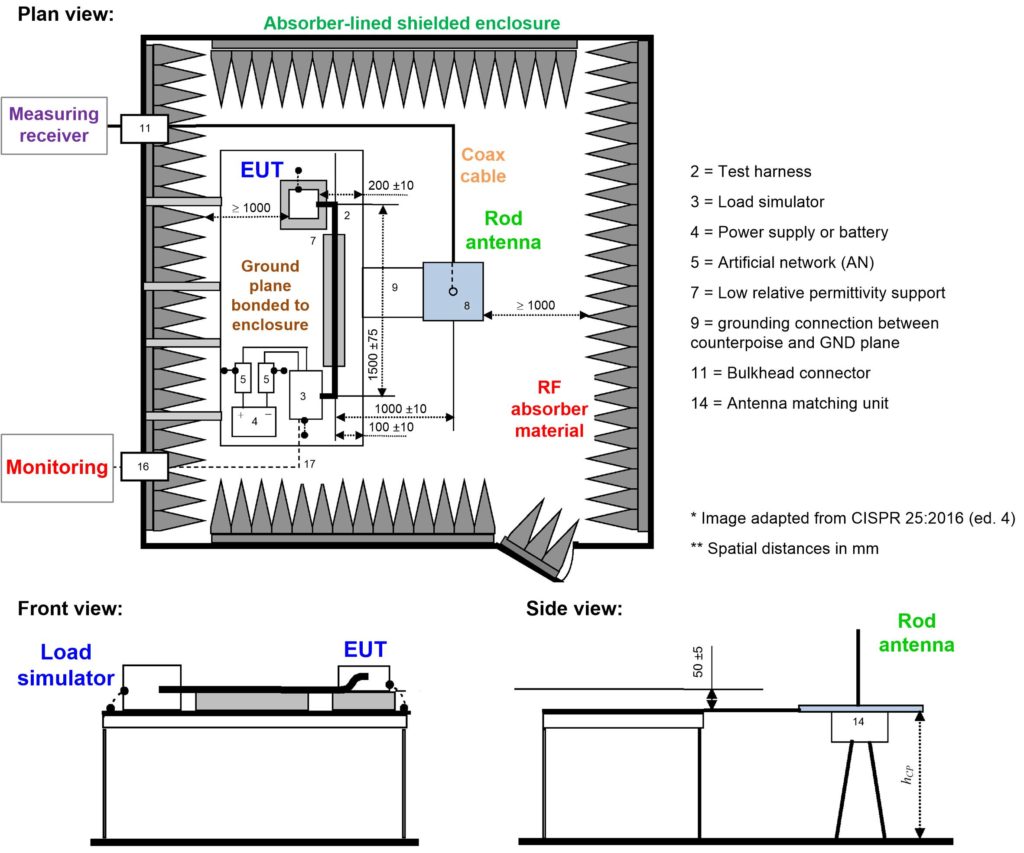 Plan view:
Absorber-lined shielded enclosure
Measuring
receiver
11
EUT
Coax
cable
200 ±10
≥ 1000
2
Rod
antenna
7
Ground
plane
bonded to
enclosure
9
8
≥ 1000
1500 ±75
5
5
3
+
−
4
1000 ±10
100 ±10
RF
absorber
material
Monitoring
16
17
2 = Test harness
3 = Load simulator
4 = Power supply or battery
5 = Artificial network (AN)
7 = Low relative permittivity support
9 = grounding connection between
counterpoise and GND plane
11 = Bulkhead connector
14 = Antenna matching unit
* Image adapted from CISPR 25:2016 (ed. 4)
** Spatial distances in mm
Front view:
Load
simulator
EUT
Side view:
50 ±5
Rod
antenna
14
hCP